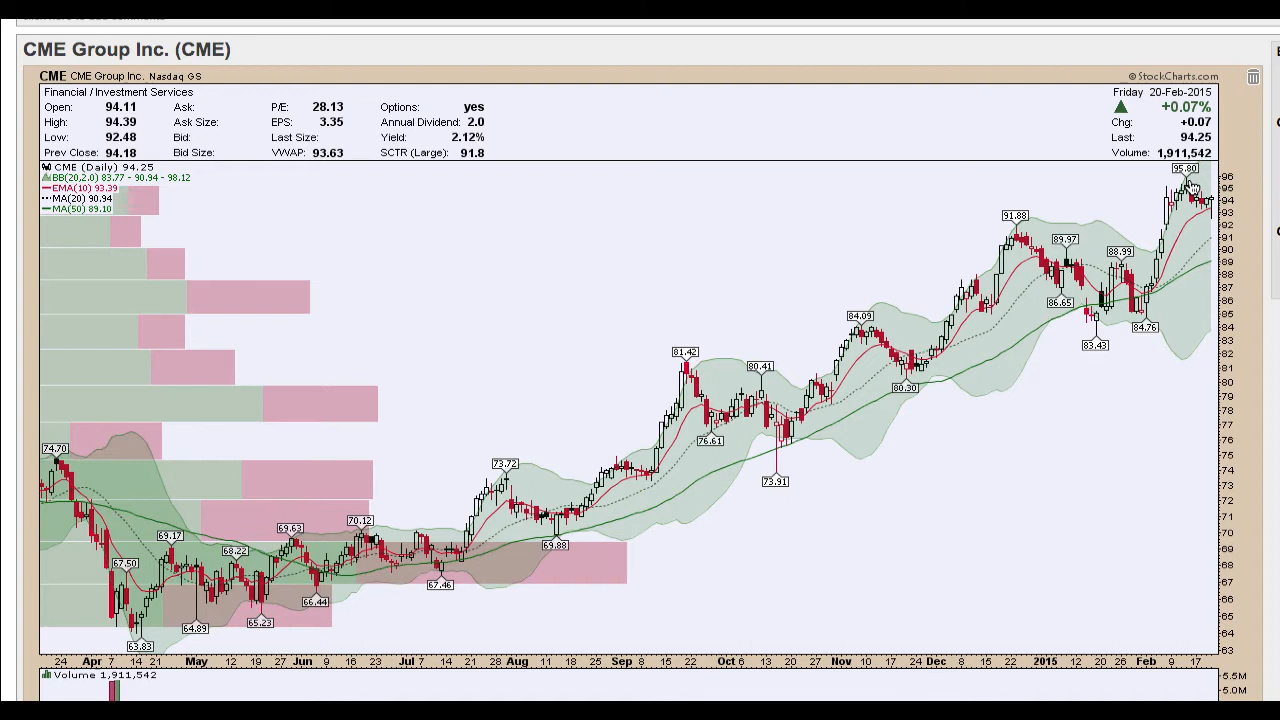 CME Group Inc. (CME)
CME CME Group Inc. Nasdaq GS
© StockCharts.com
Financial / Investment Services
Friday 20-Feb-2015
Open: 94.11 Ask: P/E: 28.13 Options: yes
+0.07%
High: 94.39 Ask Size: EPS: 3.35 Annual Dividend: 2.0
Chg: +0.07
Low: 92.48 Bid: Last Size: Yield: 2.12%
Last: 94.25
Prev Close: 94.18 Bid Size: VWAP: 93.63 SCTR (Large): 91.8
Volume: 1,911,542
CME (Daily) 94.25
BB(20,2.0) 83.77 - 90.94 - 98.12
EMA(10) 93.39
MA(20) 90.94
MA(50) 89.10
95.80
91.88
89.97
88.99
86.65
84.76
83.43
84.09
80.30
81.42
80.41
76.61
73.91
74.70
73.72
69.88
70.12
69.63
69.17
68.22
67.50
67.46
66.44
65.23
64.89
63.83
96
95
94
93
92
91
90
89
88
87
86
85
84
83
82
81
80
79
78
77
76
75
74
73
72
71
70
69
68
67
66
65
64
63
24 Apr 7 14 21 May 12 19 27 Jun 9 16 23 Jul 7 14 21 28 Aug 11 18 25 Sep 8 15 22 Oct 6 13 20 27 Nov 10 17 24 Dec 8 15 22 2015 12 20 26 Feb 9 17
Volume 1,911,542
5.5M
5.0M